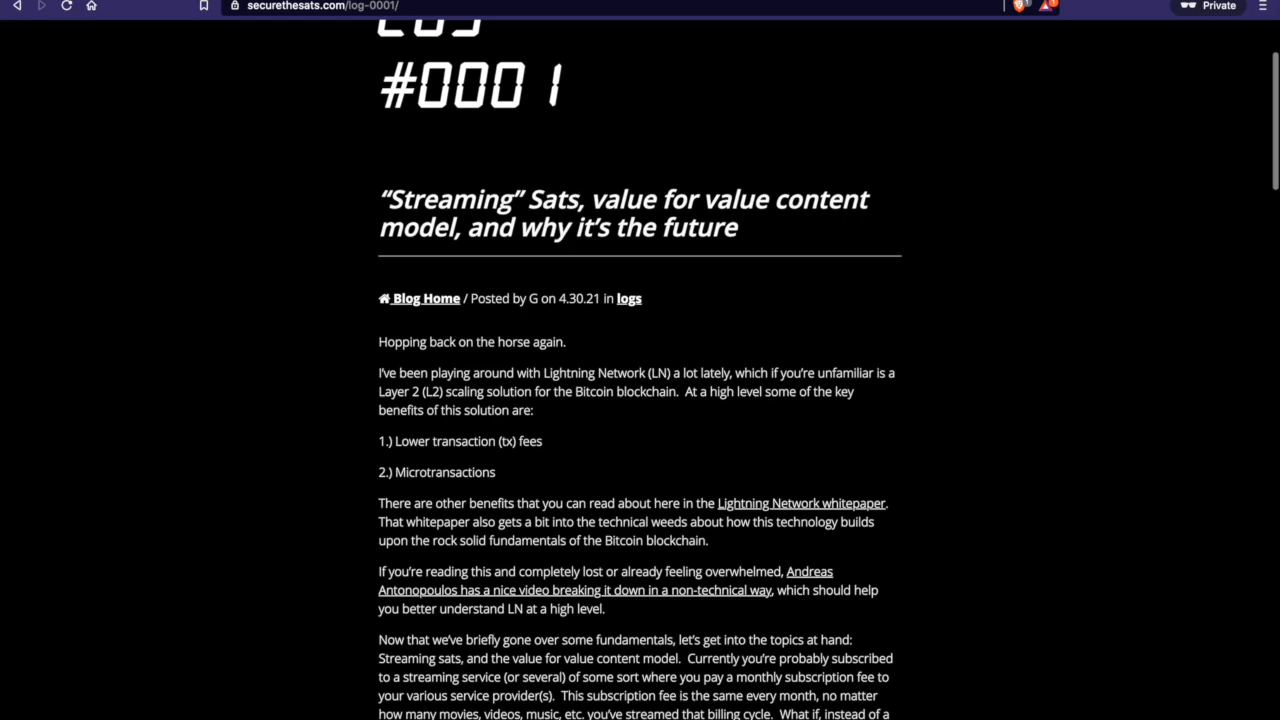 securethesats.com/log-0001/
Private
LOG
#0001
“Streaming” Sats, value for value content
model, and why it’s the future
Blog Home / Posted by G on 4.30.21 in logs
Hopping back on the horse again.
I’ve been playing around with Lightning Network (LN) a lot lately, which if you’re unfamiliar is a
Layer 2 (L2) scaling solution for the Bitcoin blockchain.  At a high level some of the key
benefits of this solution are:
1.) Lower transaction (tx) fees
2.) Microtransactions
There are other benefits that you can read about here in the Lightning Network whitepaper.
That whitepaper also gets a bit into the technical weeds about how this technology builds
upon the rock solid fundamentals of the Bitcoin blockchain.
If you’re reading this and completely lost or already feeling overwhelmed, Andreas
Antonopoulos has a nice video breaking it down in a non-technical way, which should help
you better understand LN at a high level.
Now that we’ve briefly gone over some fundamentals, let’s get into the topics at hand:
Streaming sats, and the value for value content model.  Currently you’re probably subscribed
to a streaming service (or several) of some sort where you pay a monthly subscription fee to
your various service provider(s).  This subscription fee is the same every month, no matter
how many movies, videos, music, etc. you’ve streamed that billing cycle.  What if, instead of a